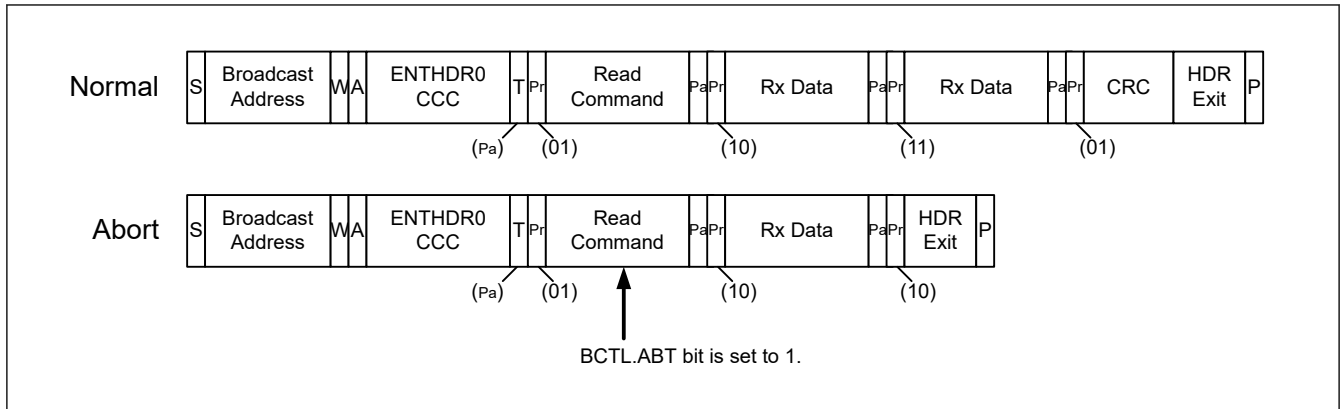 Normal S Broadcast Address W A ENTHDR0 CCC T Pr Read Command Pa Pr Rx Data Pa Pr Rx Data Pa Pr CRC HDR Exit P
(Pa) (01) (10) (11) (01)
Abort S Broadcast Address W A ENTHDR0 CCC T Pr Read Command Pa Pr Rx Data Pa Pr HDR Exit P
(Pa) (01) (10) (10)
BCTL.ABT bit is set to 1.